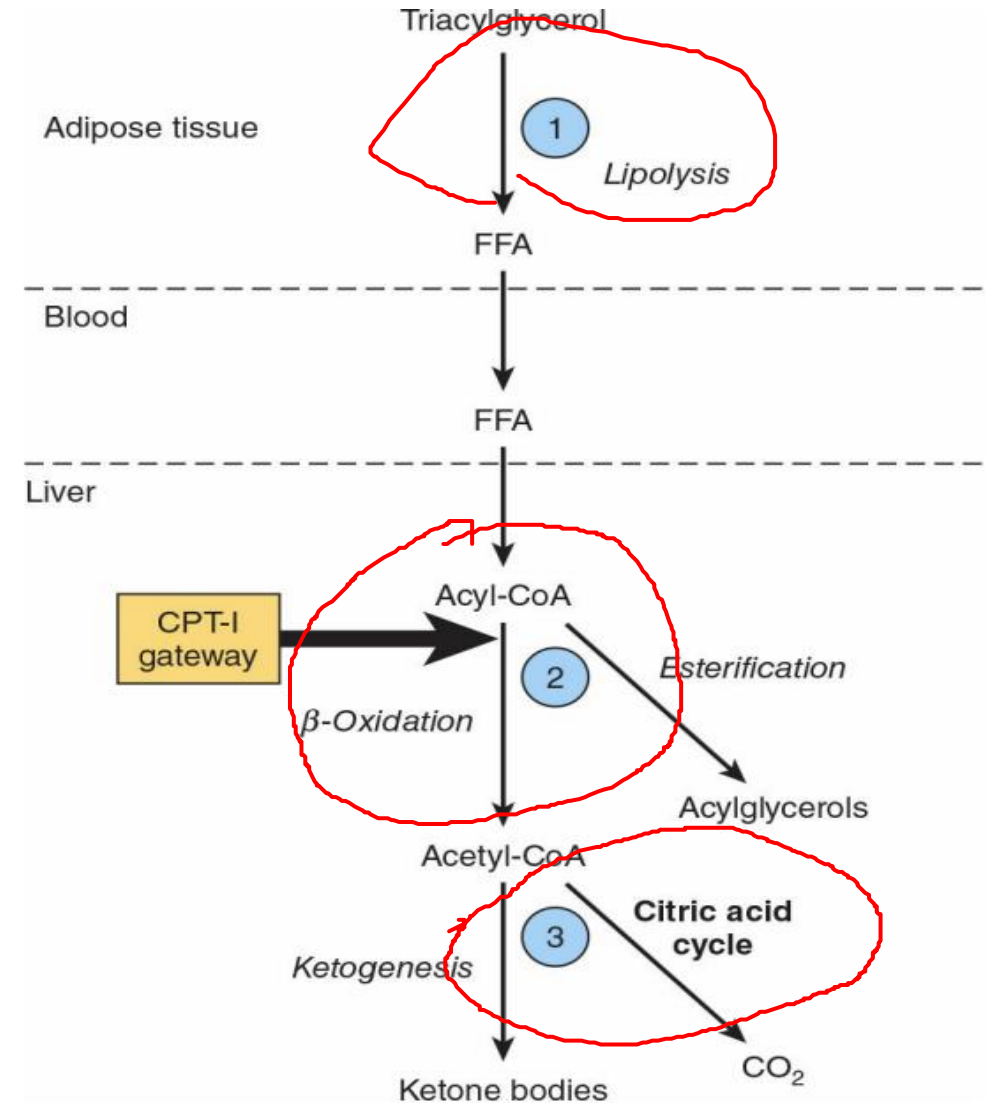 Triacylglycerol
Adipose tissue
1
Lipolysis
FFA
Blood
FFA
Liver
Acyl-CoA
CPT-I
gateway
2
Esterification
β-Oxidation
Acylglycerols
Acetyl-CoA
Citric acid
cycle
3
Ketogenesis
CO₂
Ketone bodies